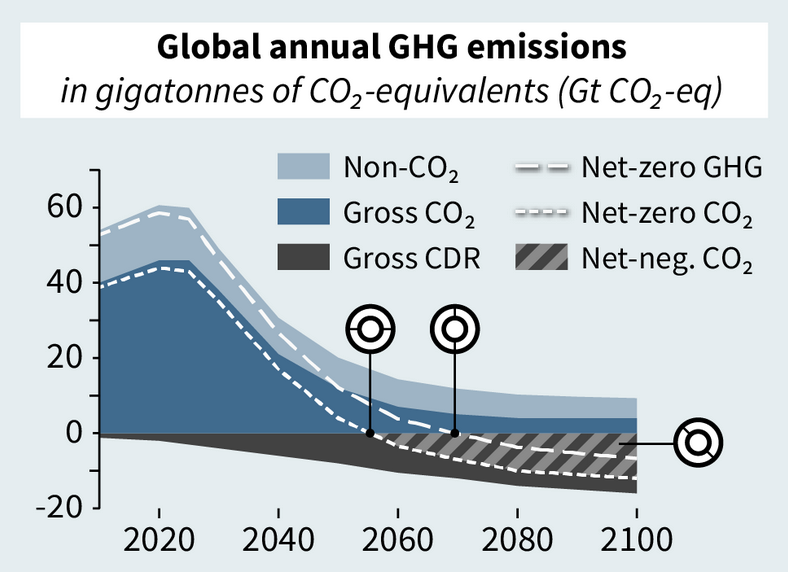 Global annual GHG emissions
in gigatonnes of CO₂-equivalents (Gt CO₂-eq)
Non-CO₂
Net-zero GHG
Gross CO₂
Net-zero CO₂
Gross CDR
Net-neg. CO₂
60
40
20
0
-20
2020 2040 2060 2080 2100